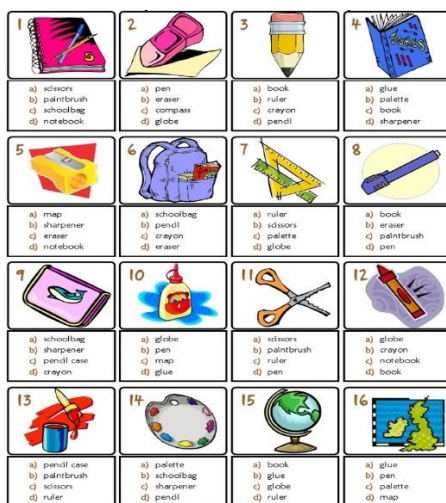 1 2 3 4
a) scissors
b) paintbrush
c) schoolbag
d) notebook
a) pen
b) eraser
c) compass
d) globe
a) book
b) ruler
c) crayon
d) pencil
a) glue
b) palette
c) book
d) sharpener
5 6 7 8
a) map
b) sharpener
c) eraser
d) notebook
a) schoolbag
b) pencil
c) crayon
d) eraser
a) ruler
b) scissors
c) palette
d) globe
a) book
b) eraser
c) paintbrush
d) pen
9 10 11 12
a) schoolbag
b) sharpener
c) pencil case
d) crayon
a) globe
b) pen
c) map
d) glue
a) scissors
b) paintbrush
c) ruler
d) pen
a) globe
b) crayon
c) notebook
d) book
13 14 15 16
a) pencil case
b) paintbrush
c) scissors
d) ruler
a) palette
b) schoolbag
c) sharpener
d) pencil
a) book
b) glue
c) globe
d) ruler
a) glue
b) pen
c) palette
d) map